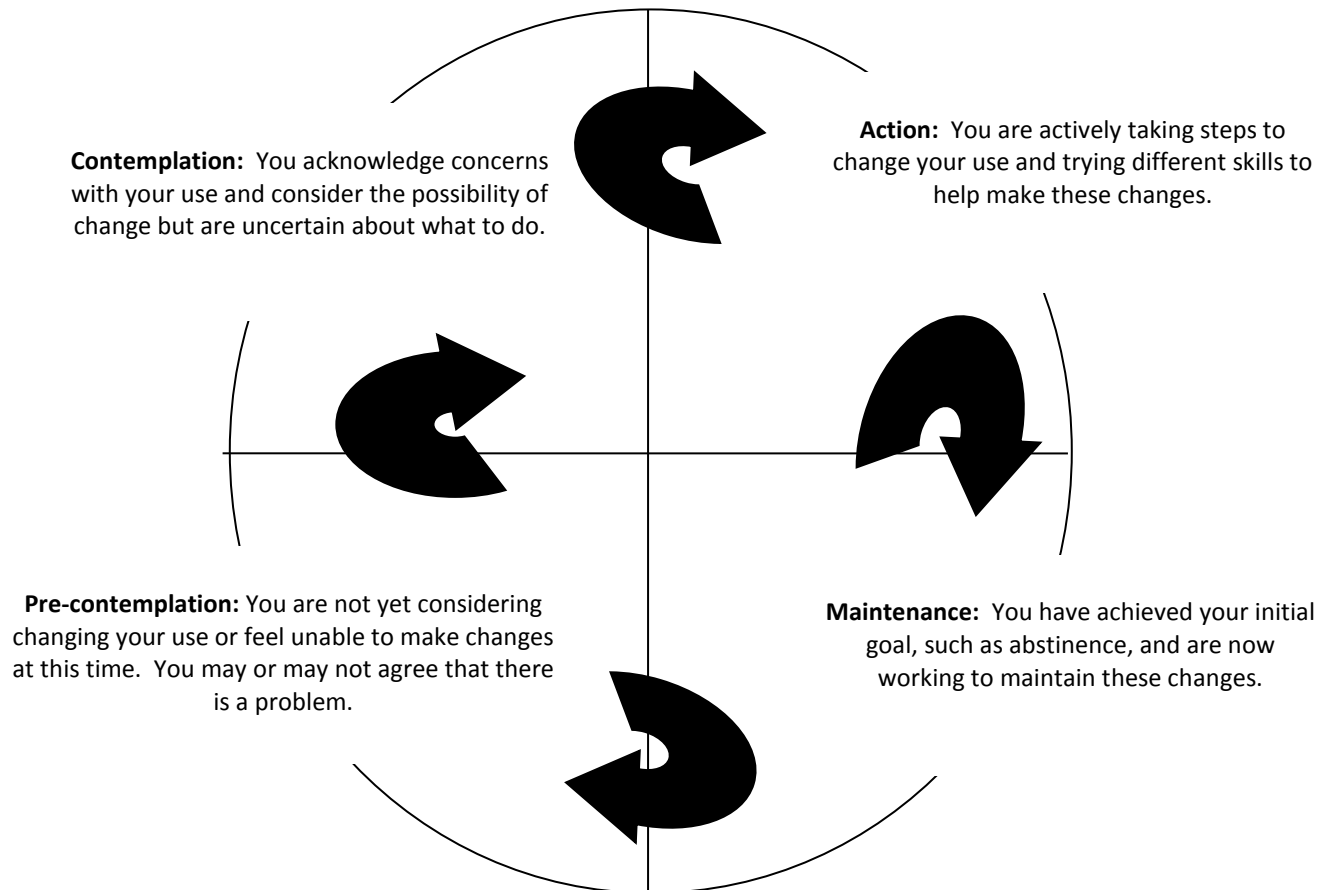 Contemplation:  You acknowledge concerns
with your use and consider the possibility of
change but are uncertain about what to do.
Action:  You are actively taking steps to
change your use and trying different skills to
help make these changes.
Pre-contemplation: You are not yet considering
changing your use or feel unable to make changes
at this time.  You may or may not agree that there
is a problem.
Maintenance:  You have achieved your initial
goal, such as abstinence, and are now
working to maintain these changes.